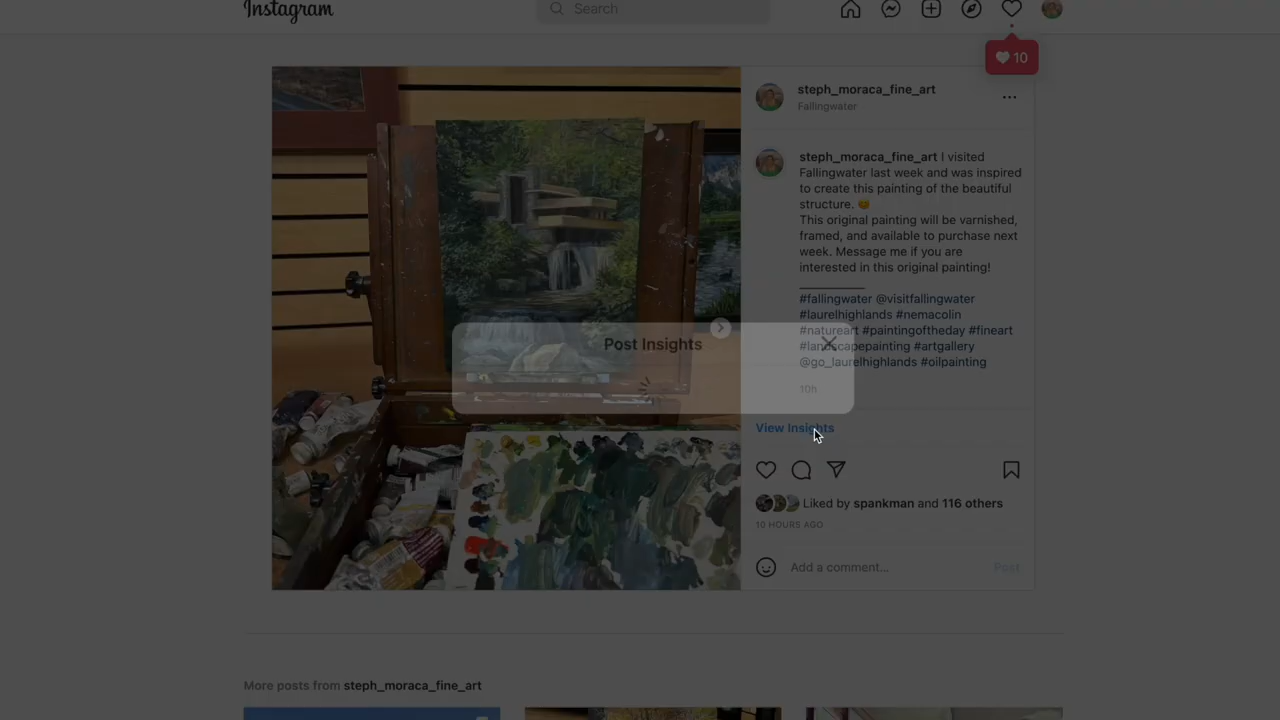 Instagram
Search
10
steph_moraca_fine_art
Fallingwater
steph_moraca_fine_art I visited
Fallingwater last week and was inspired
to create this painting of the beautiful
structure. 😍
This original painting will be varnished,
framed, and available to purchase next
week. Message me if you are
interested in this original painting!
#fallingwater @visitfallingwater
#laurelhighlands #nemacolin
#natureart #paintingoftheday #fineart
#landscapepainting #artgallery
@go_laurelhighlands #oilpainting
Post Insights
10h
View Insights
Liked by spankman and 116 others
10 HOURS AGO
Add a comment...
Post
More posts from steph_moraca_fine_art